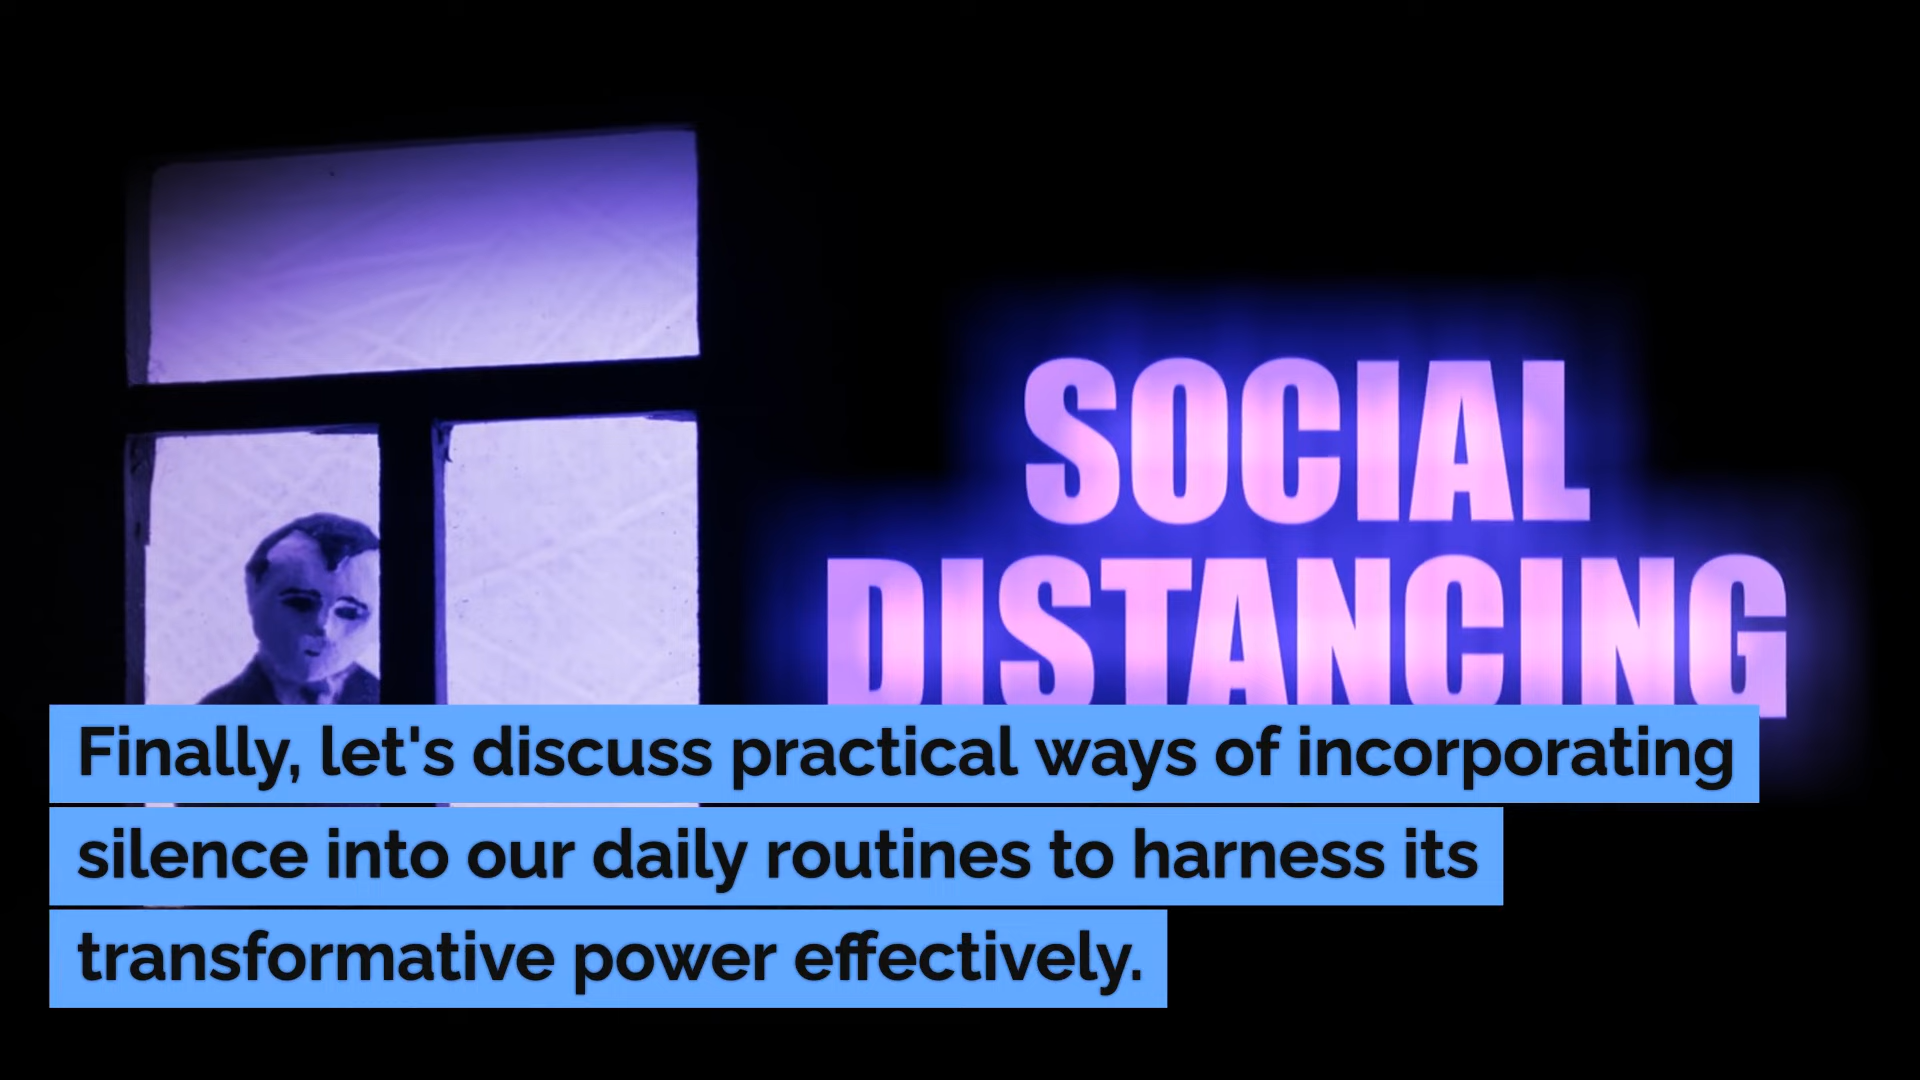 SOCIAL
DISTANCING
Finally, let's discuss practical ways of incorporating
silence into our daily routines to harness its
transformative power effectively.